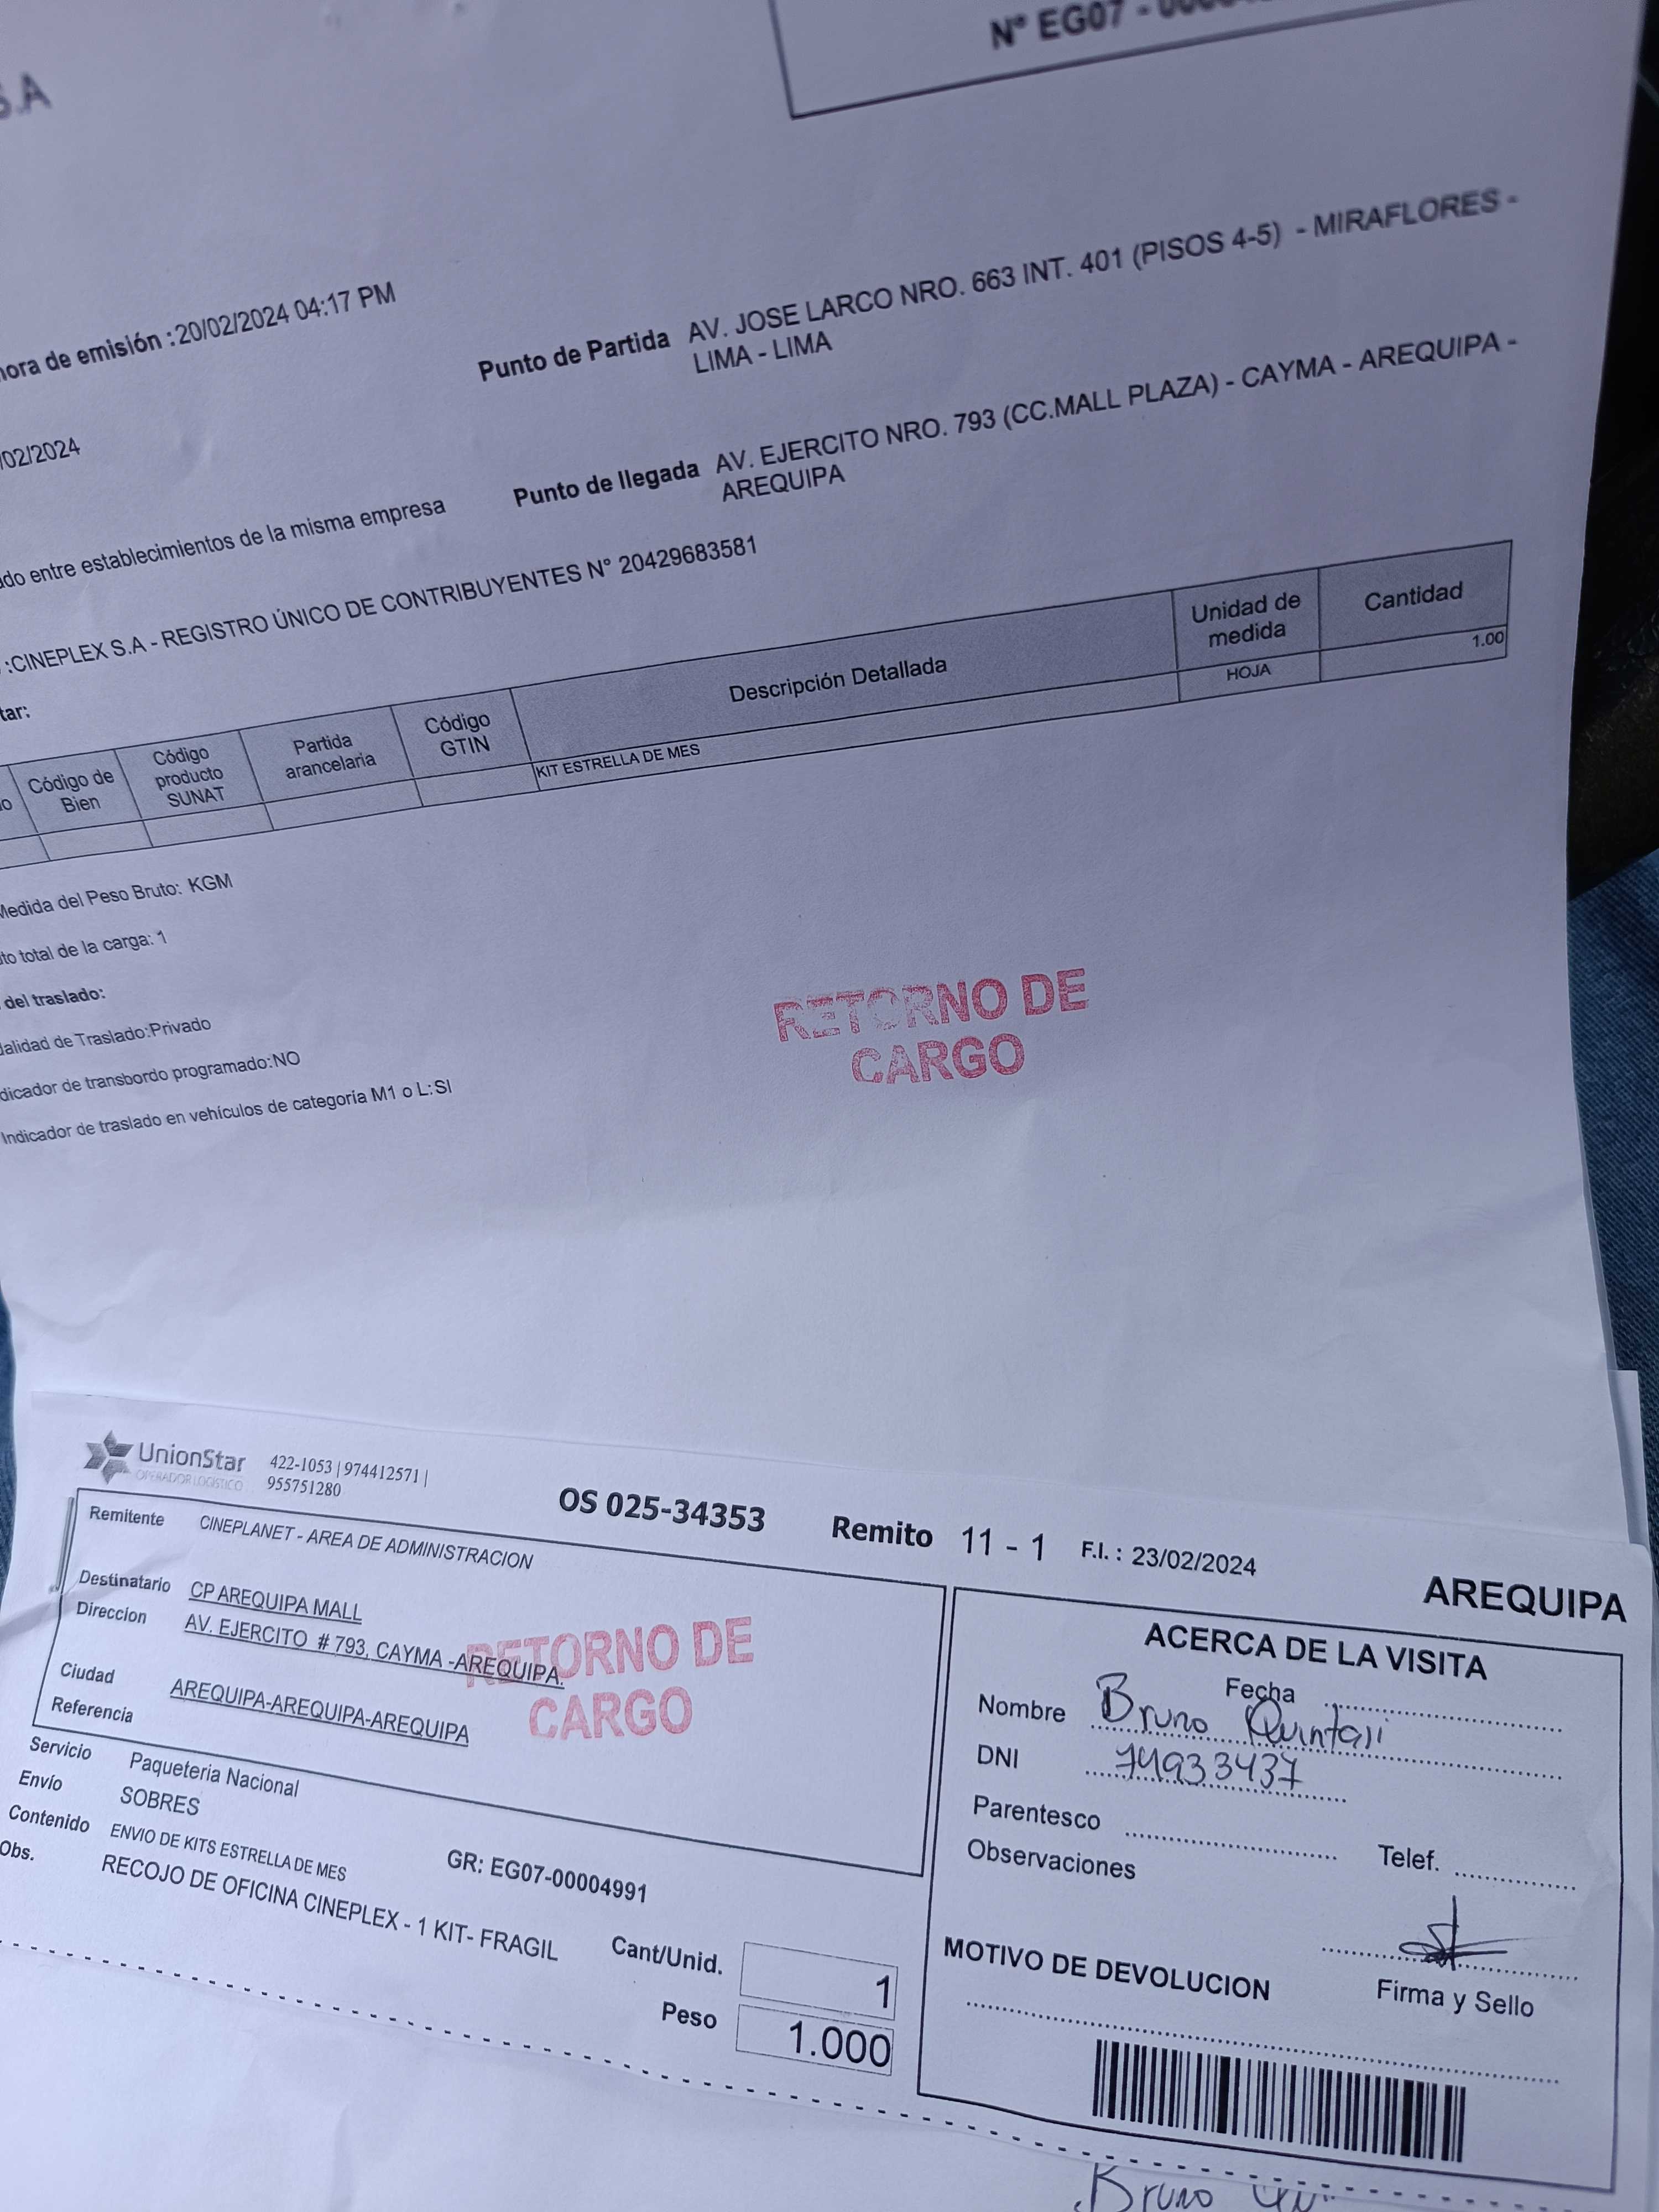 S.A
N° EG07 -
hora de emisión :20/02/2024 04:17 PM
Punto de Partida AV. JOSE LARCO NRO. 663 INT. 401 (PISOS 4-5) - MIRAFLORES -
LIMA - LIMA
/02/2024
Punto de llegada AV. EJERCITO NRO. 793 (CC.MALL PLAZA) - CAYMA - AREQUIPA -
AREQUIPA
ado entre establecimientos de la misma empresa
:CINEPLEX S.A - REGISTRO ÚNICO DE CONTRIBUYENTES N° 20429683581
tar:
Código de Bien
Código producto SUNAT
Partida arancelaria
Código GTIN
Descripción Detallada
Unidad de medida
Cantidad
KIT ESTRELLA DE MES
HOJA
1.00
Medida del Peso Bruto: KGM
uto total de la carga: 1
del traslado:
dalidad de Traslado:Privado
dicador de transbordo programado:NO
Indicador de traslado en vehículos de categoría M1 o L:SI
RETORNO DE
CARGO
UnionStar
OPERADOR LOGISTICO
422-1053 | 974412571 |
955751280
OS 025-34353
Remito 11 - 1
F.I. : 23/02/2024
AREQUIPA
Remitente CINEPLANET - AREA DE ADMINISTRACION
Destinatario CP AREQUIPA MALL
Direccion AV. EJERCITO # 793, CAYMA -AREQUIPA.
Ciudad AREQUIPA-AREQUIPA-AREQUIPA
Referencia
RETORNO DE
CARGO
Servicio Paqueteria Nacional
Envío SOBRES
Contenido ENVIO DE KITS ESTRELLA DE MES
GR: EG07-00004991
Obs. RECOJO DE OFICINA CINEPLEX - 1 KIT- FRAGIL
Cant/Unid. 1
Peso 1.000
ACERCA DE LA VISITA
Fecha
Nombre Bruno Quintali
DNI 74933437
Parentesco
Telef.
Observaciones
MOTIVO DE DEVOLUCION
Firma y Sello
Bruno